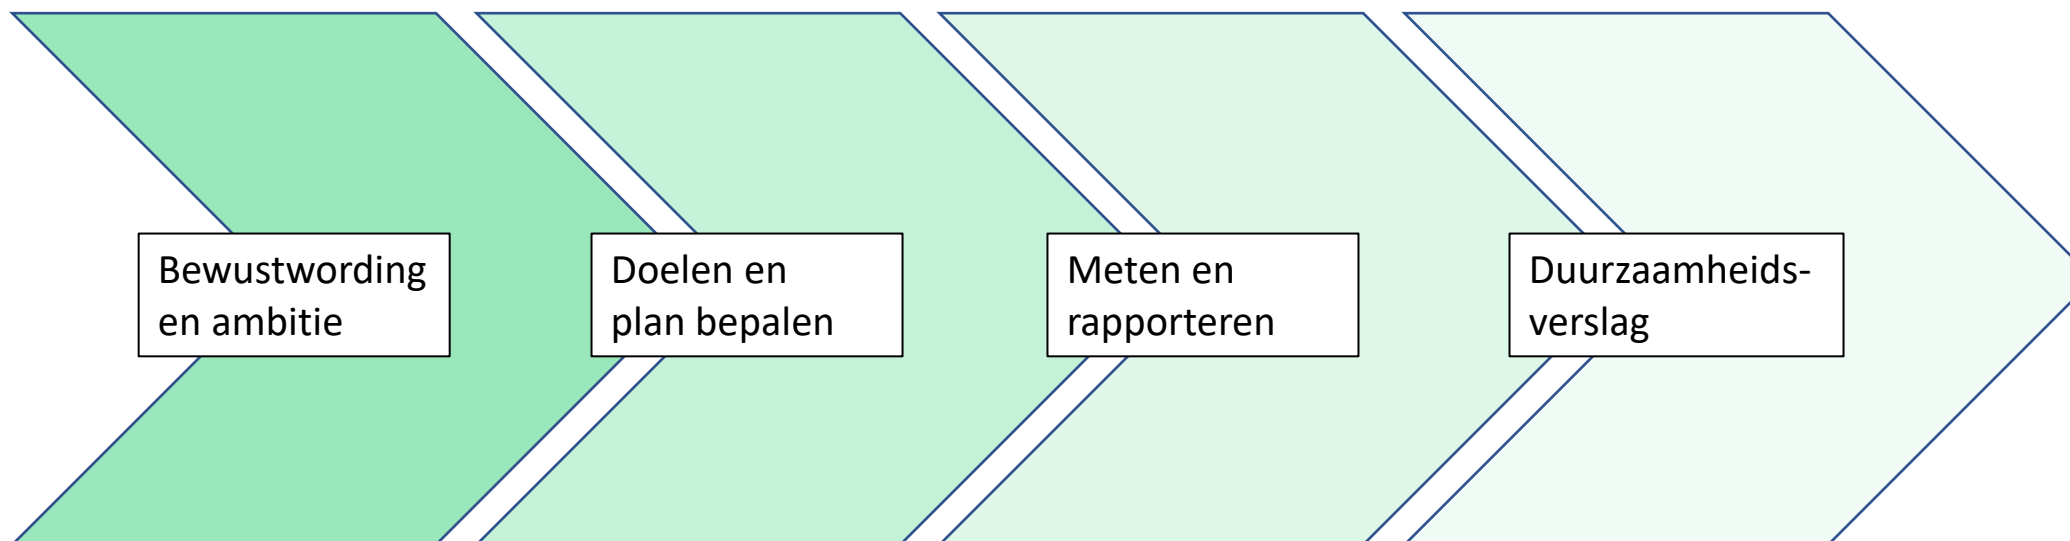 Bewustwording
en ambitie
Doelen en
plan bepalen
Meten en
rapporteren
Duurzaamheids-
verslag